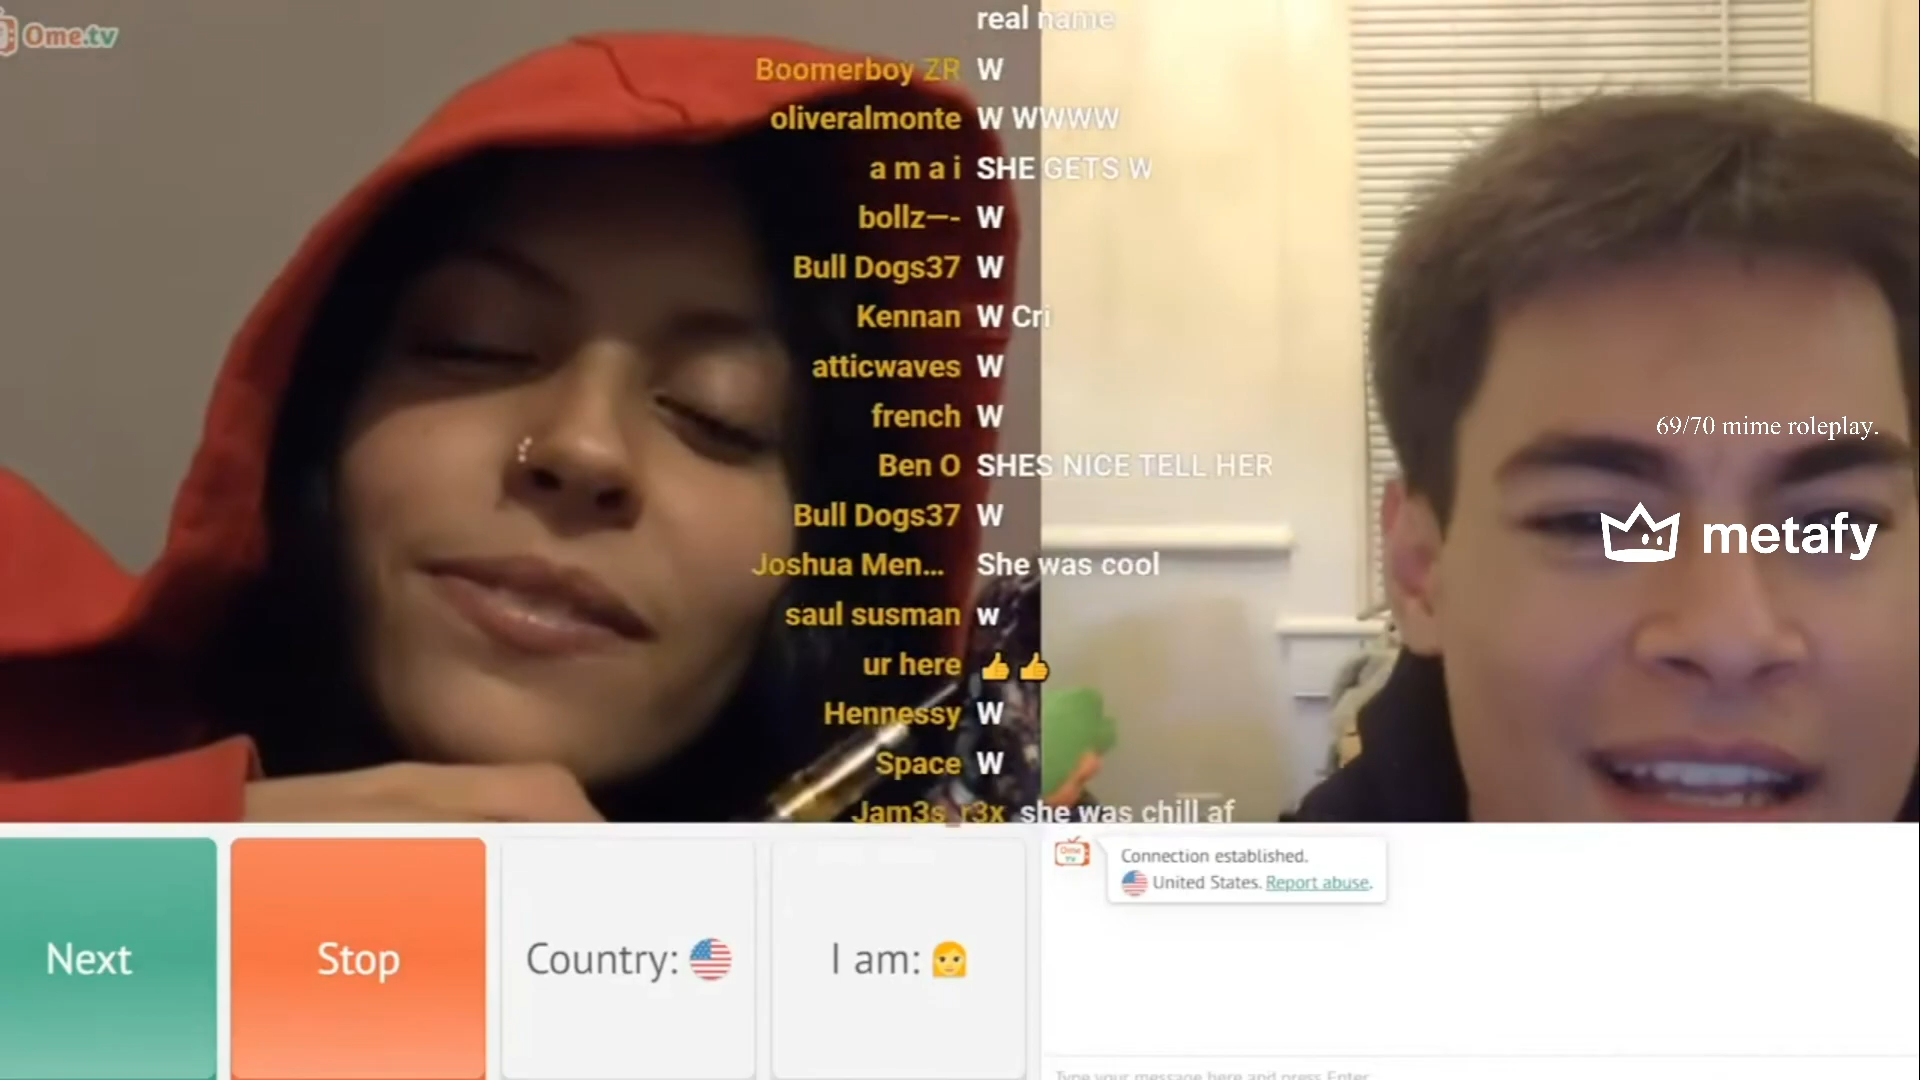 Ome.tv
real name
Boomerboy ZR W
oliveralmonte W WWWW
a m a i SHE GETS W
bollz—- W
Bull Dogs37 W
Kennan W Cri
atticwaves W
french W
Ben O SHES NICE TELL HER
Bull Dogs37 W
Joshua Men... She was cool
saul susman w
ur here 👍👍
Hennessy W
Space W
Jam3s_r3x she was chill af
69/70 mime roleplay.
metafy
Next
Stop
Country:
I am:
Ome TV
Connection established.
United States. Report abuse.
Type your message here and press Enter